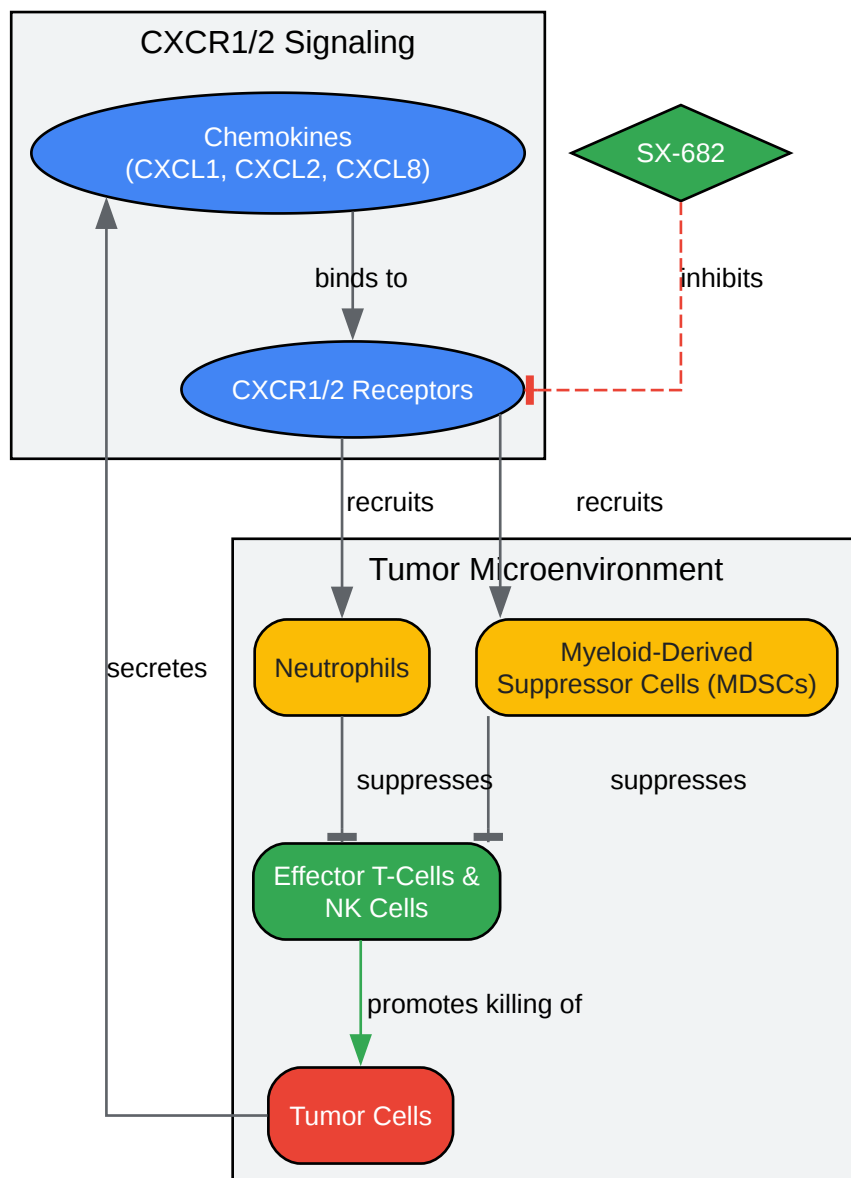 CXCR1/2 Signaling
Chemokines
(CXCL1, CXCL2, CXCL8)
SX-682
binds to
inhibits
CXCR1/2 Receptors
recruits
recruits
Tumor Microenvironment
Neutrophils
Myeloid-Derived
Suppressor Cells (MDSCs)
secretes
suppresses
suppresses
Effector T-Cells &
NK Cells
promotes killing of
Tumor Cells